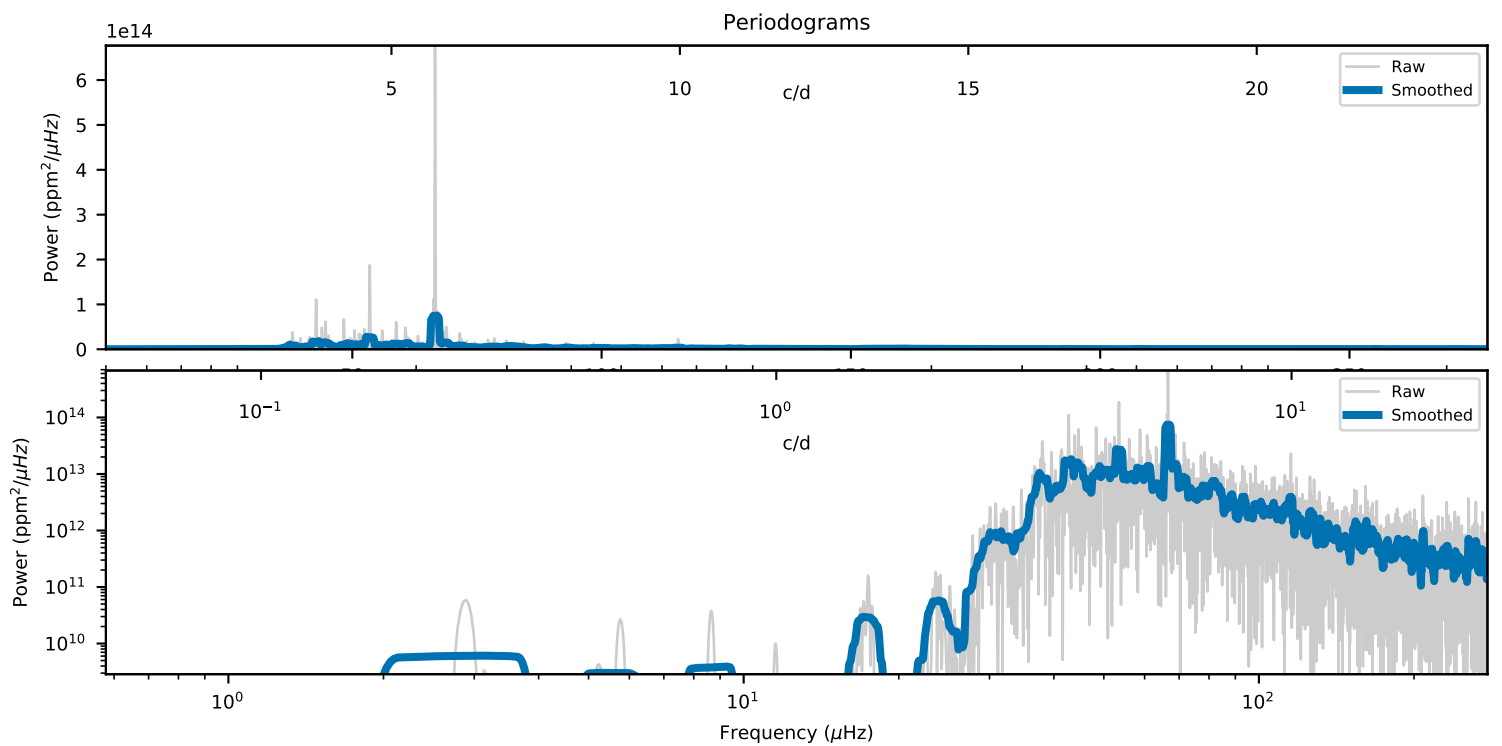 Periodograms
1e14
Power (ppm²/μHz)
6
5
4
3
2
1
0
5 10 15 20
c/d
Raw
Smoothed
Power (ppm²/μHz)
10¹⁴
10¹³
10¹²
10¹¹
10¹⁰
10⁻¹ 10⁰ 10¹
c/d
Raw
Smoothed
10⁰ 10¹ 10²
Frequency (μHz)